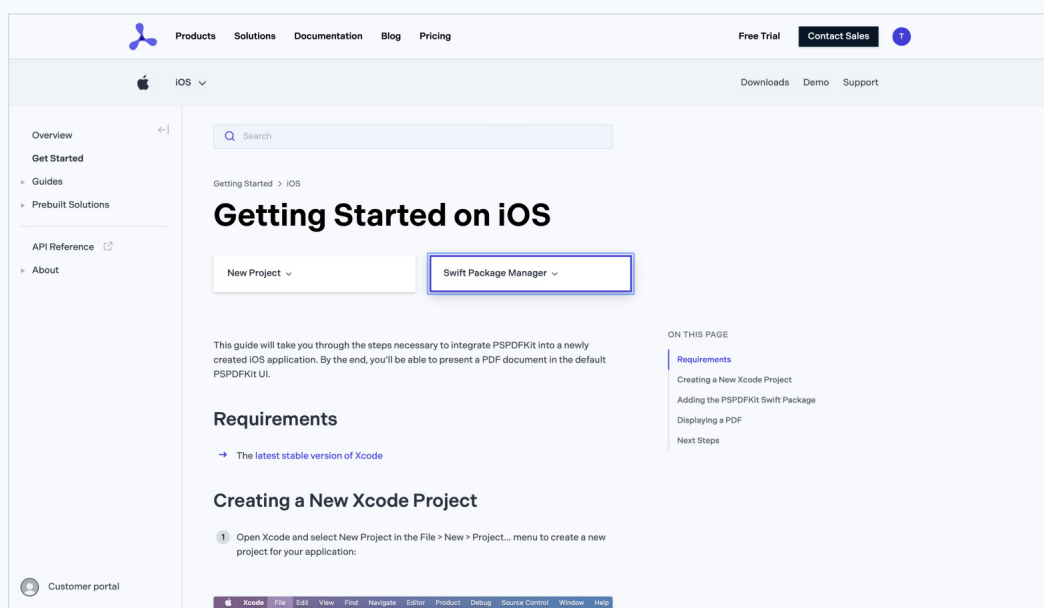 Products Solutions Documentation Blog Pricing Free Trial Contact Sales T
iOS Downloads Demo Support
Overview
Get Started
Guides
Prebuilt Solutions
API Reference
About
Customer portal
Search
Getting Started > iOS
Getting Started on iOS
New Project
Swift Package Manager
This guide will take you through the steps necessary to integrate PSPDFKit into a newly
created iOS application. By the end, you'll be able to present a PDF document in the default
PSPDFKit UI.
Requirements
→ The latest stable version of Xcode
Creating a New Xcode Project
1 Open Xcode and select New Project in the File > New > Project... menu to create a new
project for your application:
Xcode File Edit View Find Navigate Editor Product Debug Source Control Window Help
ON THIS PAGE
Requirements
Creating a New Xcode Project
Adding the PSPDFKit Swift Package
Displaying a PDF
Next Steps